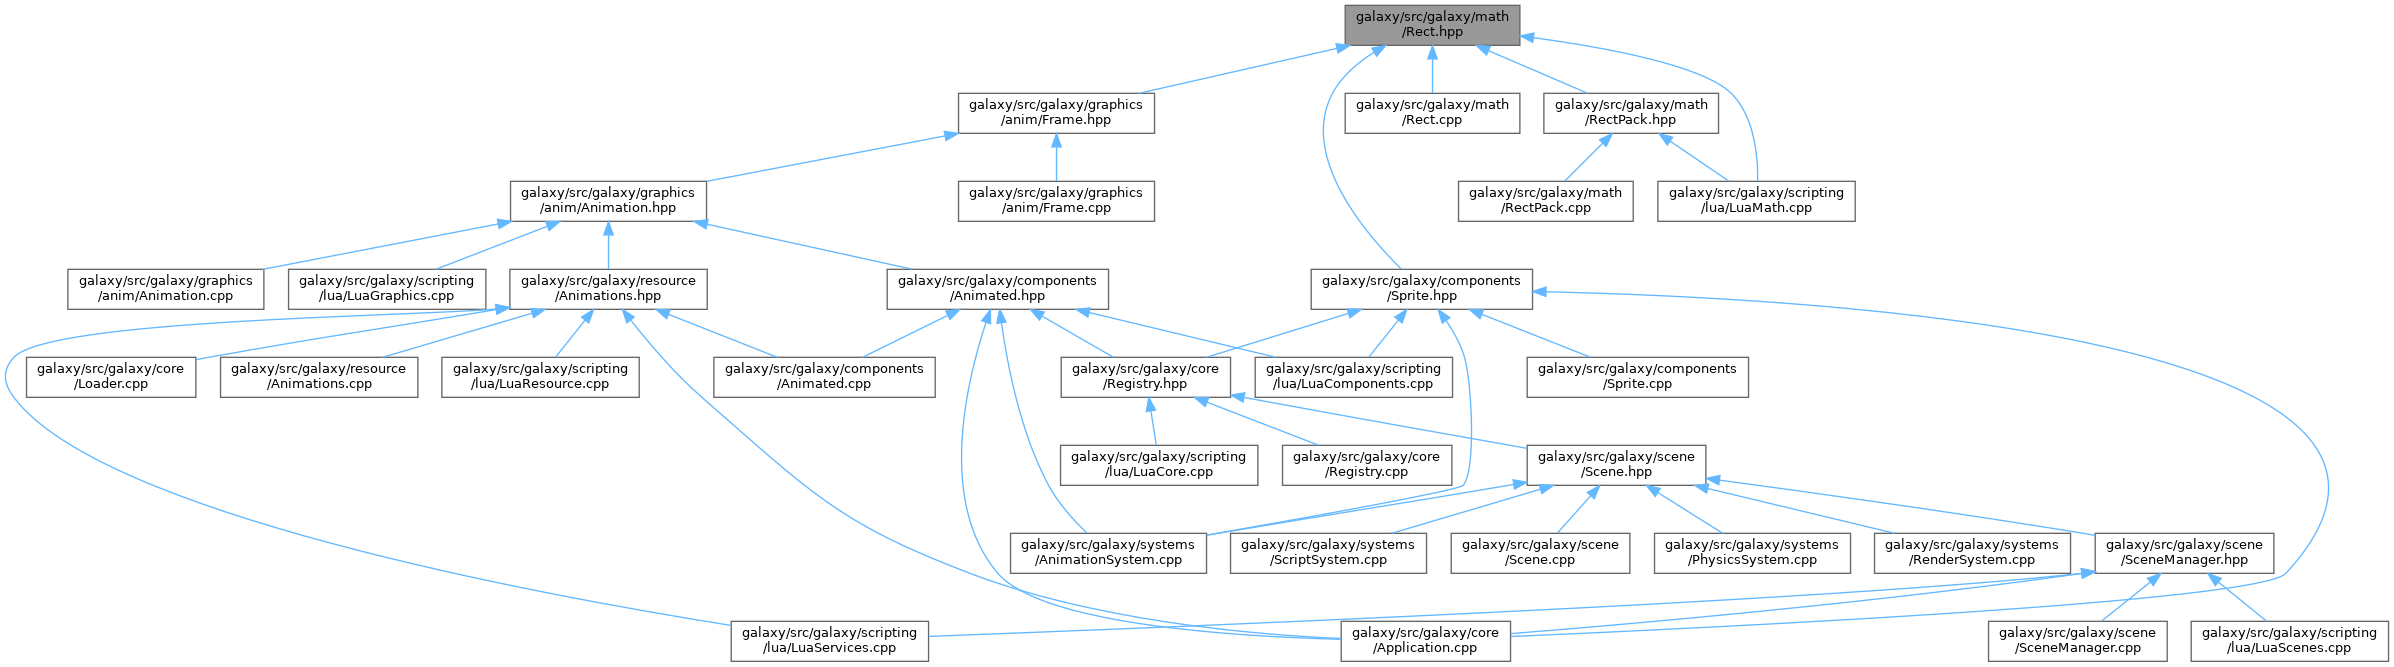 galaxy/src/galaxy/math
/Rect.hpp
galaxy/src/galaxy/graphics
/anim/Frame.hpp
galaxy/src/galaxy/math
/Rect.cpp
galaxy/src/galaxy/math
/RectPack.hpp
galaxy/src/galaxy/graphics
/anim/Animation.hpp
galaxy/src/galaxy/graphics
/anim/Frame.cpp
galaxy/src/galaxy/math
/RectPack.cpp
galaxy/src/galaxy/scripting
/lua/LuaMath.cpp
galaxy/src/galaxy/graphics
/anim/Animation.cpp
galaxy/src/galaxy/scripting
/lua/LuaGraphics.cpp
galaxy/src/galaxy/resource
/Animations.hpp
galaxy/src/galaxy/components
/Animated.hpp
galaxy/src/galaxy/components
/Sprite.hpp
galaxy/src/galaxy/core
/Loader.cpp
galaxy/src/galaxy/resource
/Animations.cpp
galaxy/src/galaxy/scripting
/lua/LuaResource.cpp
galaxy/src/galaxy/components
/Animated.cpp
galaxy/src/galaxy/core
/Registry.hpp
galaxy/src/galaxy/scripting
/lua/LuaComponents.cpp
galaxy/src/galaxy/components
/Sprite.cpp
galaxy/src/galaxy/scripting
/lua/LuaCore.cpp
galaxy/src/galaxy/core
/Registry.cpp
galaxy/src/galaxy/scene
/Scene.hpp
galaxy/src/galaxy/systems
/AnimationSystem.cpp
galaxy/src/galaxy/systems
/ScriptSystem.cpp
galaxy/src/galaxy/scene
/Scene.cpp
galaxy/src/galaxy/systems
/PhysicsSystem.cpp
galaxy/src/galaxy/systems
/RenderSystem.cpp
galaxy/src/galaxy/scene
/SceneManager.hpp
galaxy/src/galaxy/scripting
/lua/LuaServices.cpp
galaxy/src/galaxy/core
/Application.cpp
galaxy/src/galaxy/scene
/SceneManager.cpp
galaxy/src/galaxy/scripting
/lua/LuaScenes.cpp